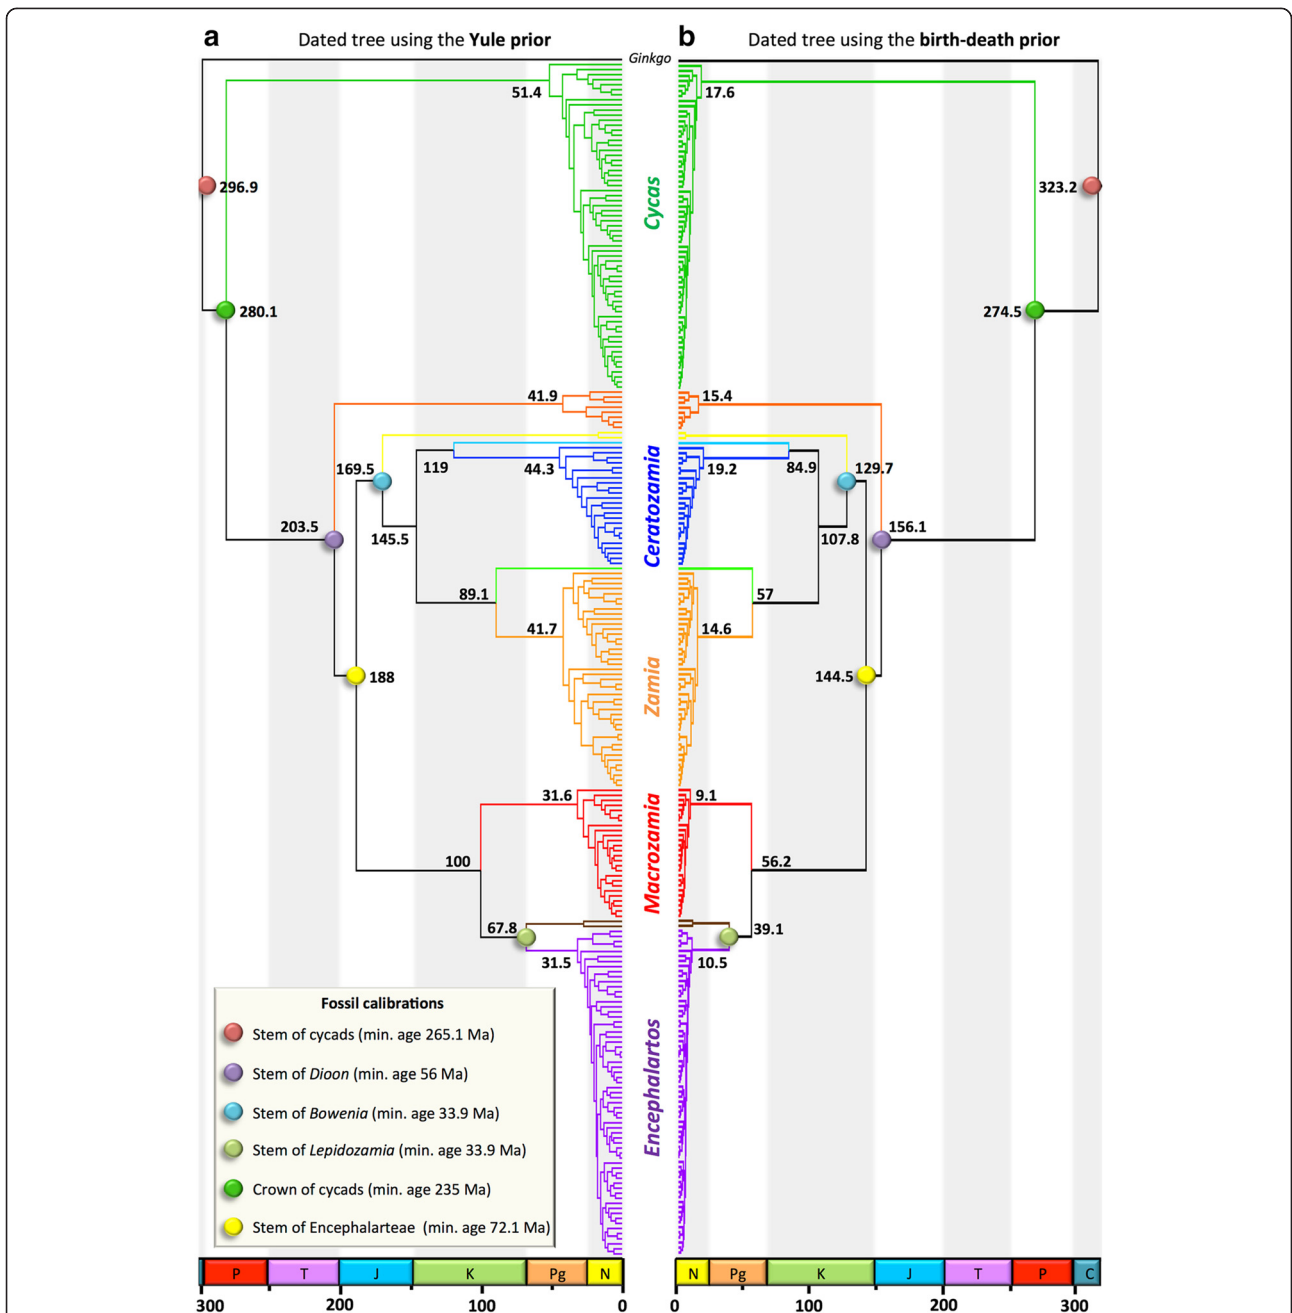 a Dated tree using the Yule prior
b Dated tree using the birth-death prior
Ginkgo
51.4
17.6
296.9
323.2
Cycas
280.1
274.5
41.9
15.4
169.5
119
44.3
19.2
84.9
129.7
Ceratozamia
203.5
145.5
107.8
156.1
89.1
57
41.7
14.6
188
144.5
Zamia
31.6
9.1
Macrozamia
100
56.2
67.8
39.1
31.5
10.5
Encephalartos
Fossil calibrations
Stem of cycads (min. age 265.1 Ma)
Stem of Dioon (min. age 56 Ma)
Stem of Bowenia (min. age 33.9 Ma)
Stem of Lepidozamia (min. age 33.9 Ma)
Crown of cycads (min. age 235 Ma)
Stem of Encephalarteae (min. age 72.1 Ma)
P T J K Pg N
N Pg K J T P C
300 200 100 0
0 100 200 300